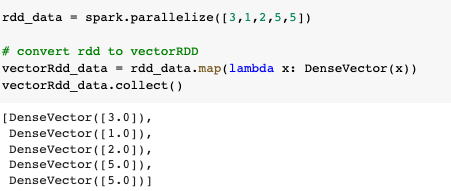 rdd_data = spark.parallelize([3,1,2,5,5])
# convert rdd to vectorRDD
vectorRdd_data = rdd_data.map(lambda x: DenseVector(x))
vectorRdd_data.collect()
[DenseVector([3.0]),
 DenseVector([1.0]),
 DenseVector([2.0]),
 DenseVector([5.0]),
 DenseVector([5.0])]